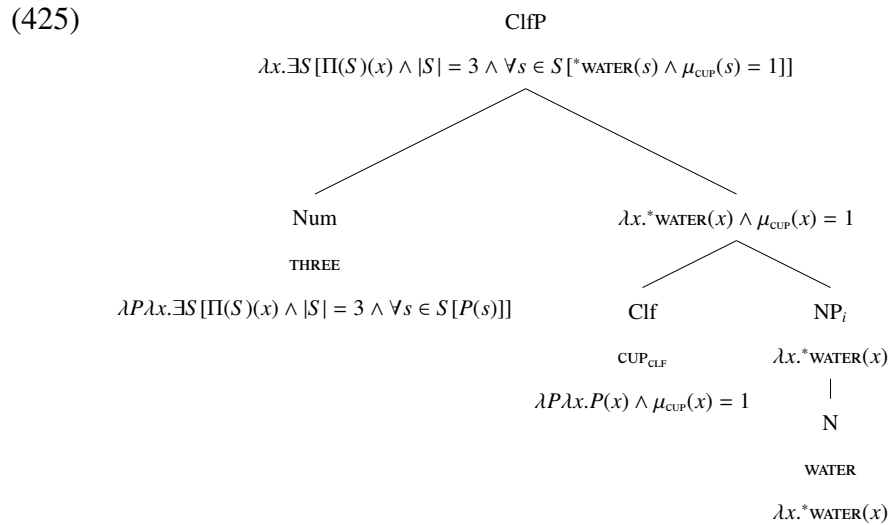 (425)
ClfP
λx.∃S[Π(S)(x) ∧ |S| = 3 ∧ ∀s ∈ S[*WATER(s) ∧ μCUP(s) = 1]]
Num
λx.*WATER(x) ∧ μCUP(x) = 1
THREE
λPλx.∃S[Π(S)(x) ∧ |S| = 3 ∧ ∀s ∈ S[P(s)]]
Clf NPi
CUPCLF λx.*WATER(x)
λPλx.P(x) ∧ μCUP(x) = 1
N
WATER
λx.*WATER(x)